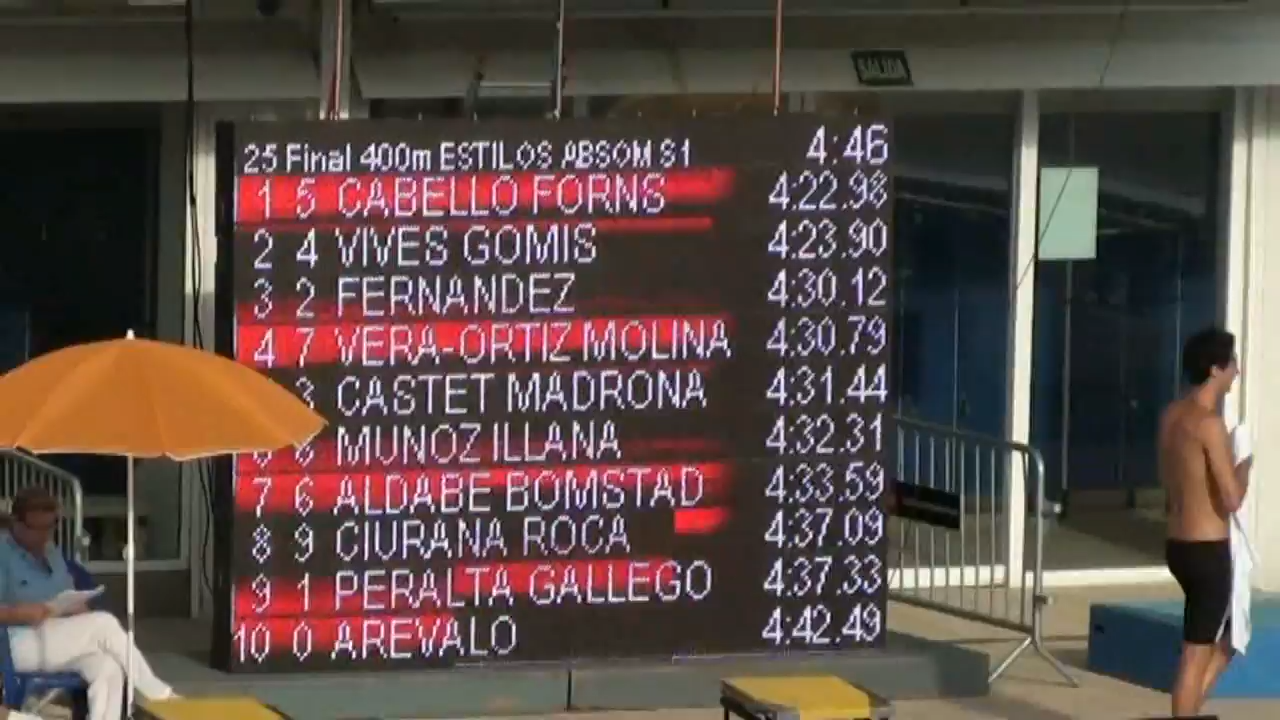 SALIDA
25 Final 400m ESTILOS ABSOM S1 4:46
1 5 CABELLO FORNS 4:22.98
2 4 VIVES GOMIS 4:23.90
3 2 FERNANDEZ 4:30.12
4 7 VERA-ORTIZ MOLINA 4:30.79
3 CASTET MADRONA 4:31.44
MUNOZ ILLANA 4:32.31
7 6 ALDABE BOMSTAD 4:33.59
8 9 CIURANA ROCA 4:37.09
9 1 PERALTA GALLEGO 4:37.33
10 0 AREVALO 4:42.49